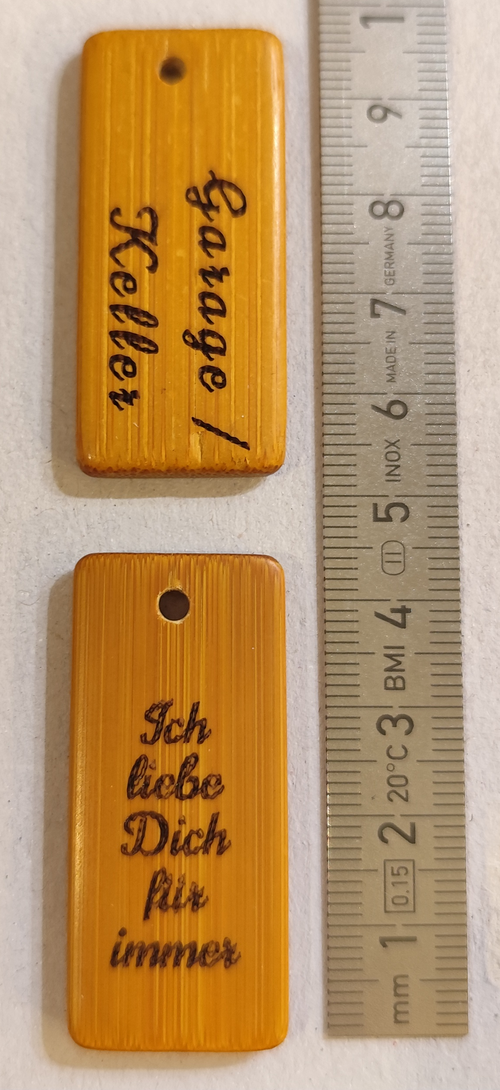 Garage /
Keller
Ich
liebe
Dich
für
immer
mm 1 0.15 2 20°C 3 BMI 4 II 5 INOX 6 MADE IN 7 GERMANY 8 9 1